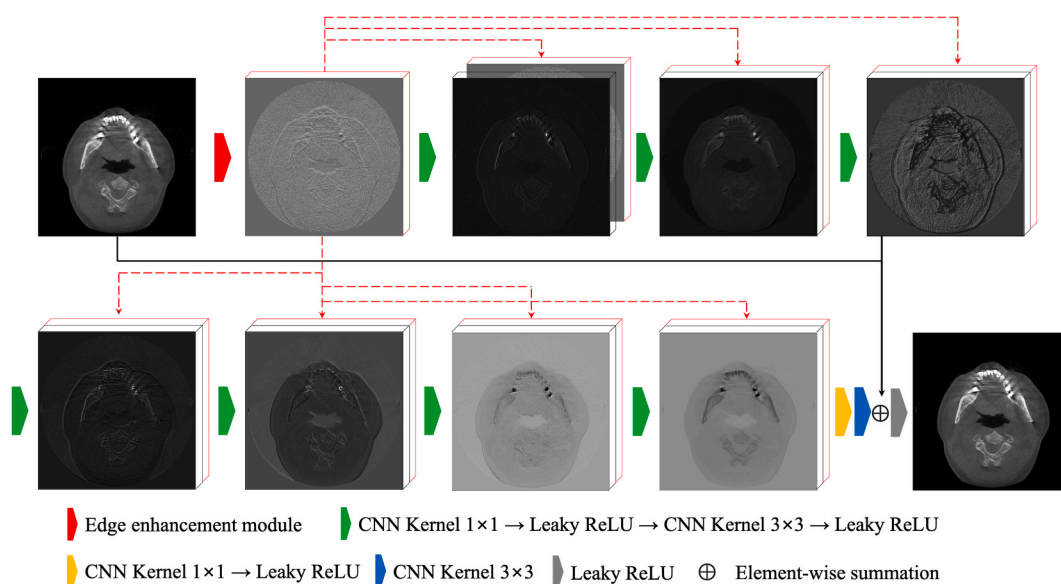 Edge enhancement module
CNN Kernel 1×1 → Leaky ReLU → CNN Kernel 3×3 → Leaky ReLU
CNN Kernel 1×1 → Leaky ReLU
CNN Kernel 3×3
Leaky ReLU
Element-wise summation